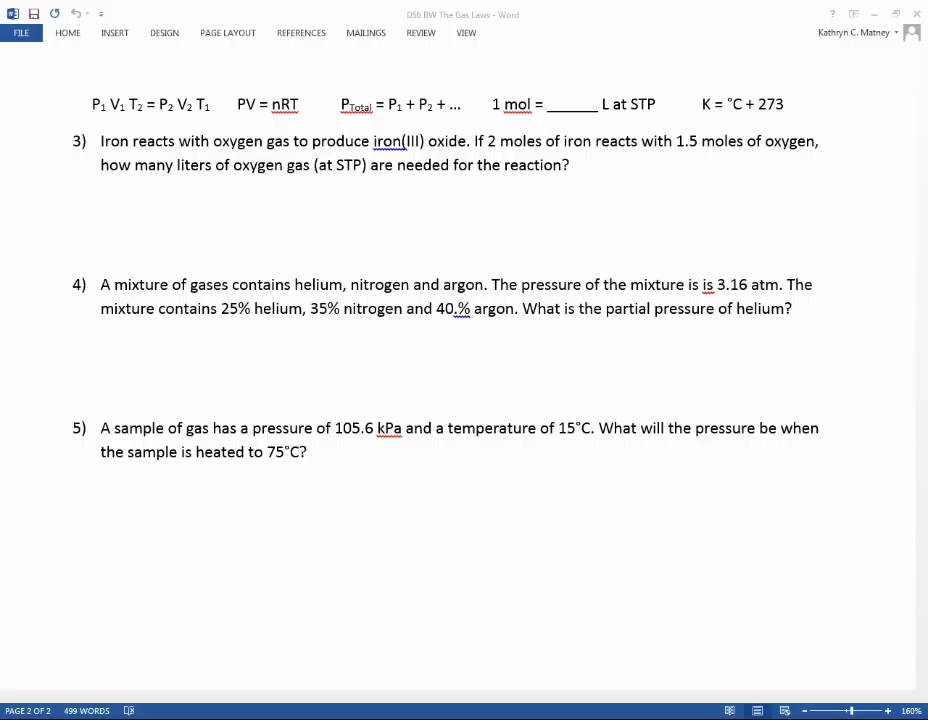 D56 BW The Gas Laws - Word
FILE HOME INSERT DESIGN PAGE LAYOUT REFERENCES MAILINGS REVIEW VIEW Kathryn C. Matney
P₁ V₁ T₂ = P₂ V₂ T₁ PV = nRT P_Total = P₁ + P₂ + ... 1 mol = ______ L at STP K = °C + 273
3) Iron reacts with oxygen gas to produce iron(III) oxide. If 2 moles of iron reacts with 1.5 moles of oxygen,
how many liters of oxygen gas (at STP) are needed for the reaction?
4) A mixture of gases contains helium, nitrogen and argon. The pressure of the mixture is is 3.16 atm. The
mixture contains 25% helium, 35% nitrogen and 40.% argon. What is the partial pressure of helium?
5) A sample of gas has a pressure of 105.6 kPa and a temperature of 15°C. What will the pressure be when
the sample is heated to 75°C?
PAGE 2 OF 2 499 WORDS 160%